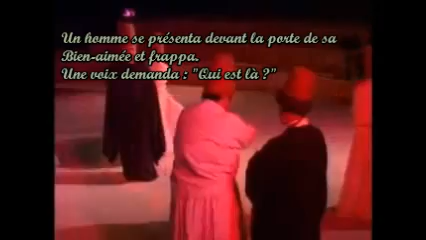 Un homme se présenta devant la porte de sa
Bien-aimée et frappa.
Une voix demanda : "Qui est là ?"